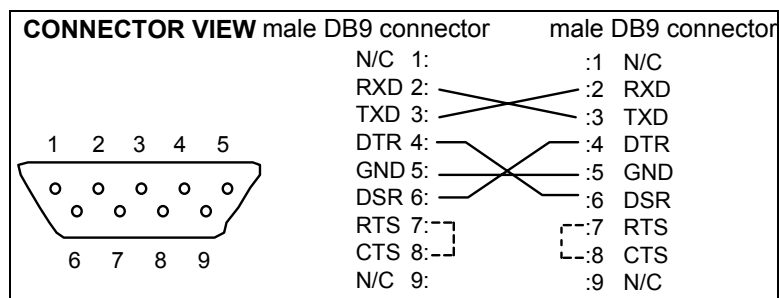 CONNECTOR VIEW male DB9 connector male DB9 connector
N/C 1: :1 N/C
RXD 2: :2 RXD
TXD 3: :3 TXD
DTR 4: :4 DTR
GND 5: :5 GND
DSR 6: :6 DSR
RTS 7: :7 RTS
CTS 8: :8 CTS
N/C 9: :9 N/C
1 2 3 4 5
6 7 8 9